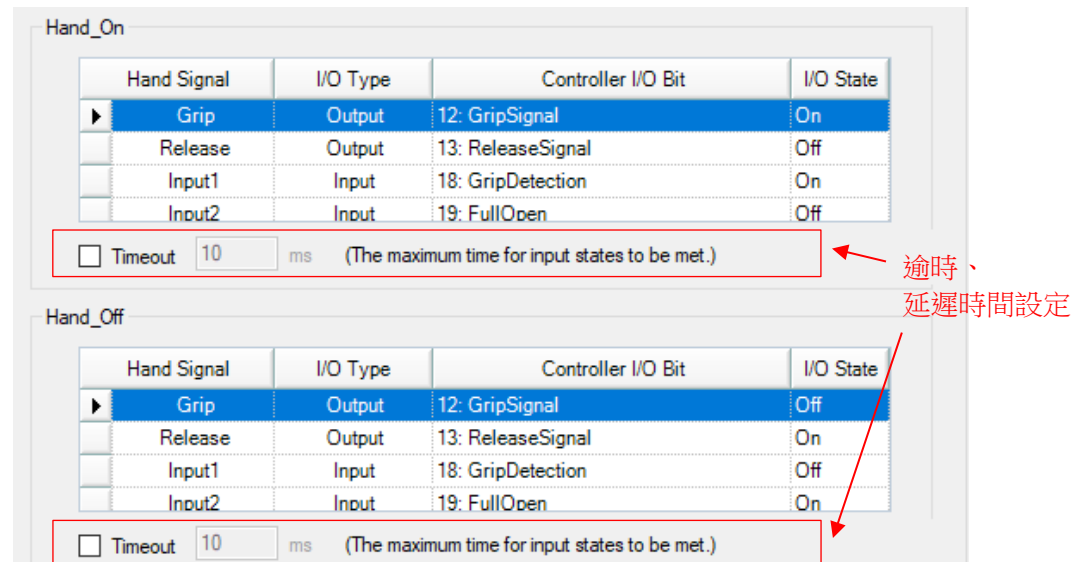 Hand_On
Hand Signal I/O Type Controller I/O Bit I/O State
Grip Output 12: GripSignal On
Release Output 13: ReleaseSignal Off
Input1 Input 18: GripDetection On
Input2 Input 19: FullOpen Off
Timeout 10 ms (The maximum time for input states to be met.)
逾時、
延遲時間設定
Hand_Off
Hand Signal I/O Type Controller I/O Bit I/O State
Grip Output 12: GripSignal Off
Release Output 13: ReleaseSignal On
Input1 Input 18: GripDetection Off
Input2 Input 19: FullOpen On
Timeout 10 ms (The maximum time for input states to be met.)